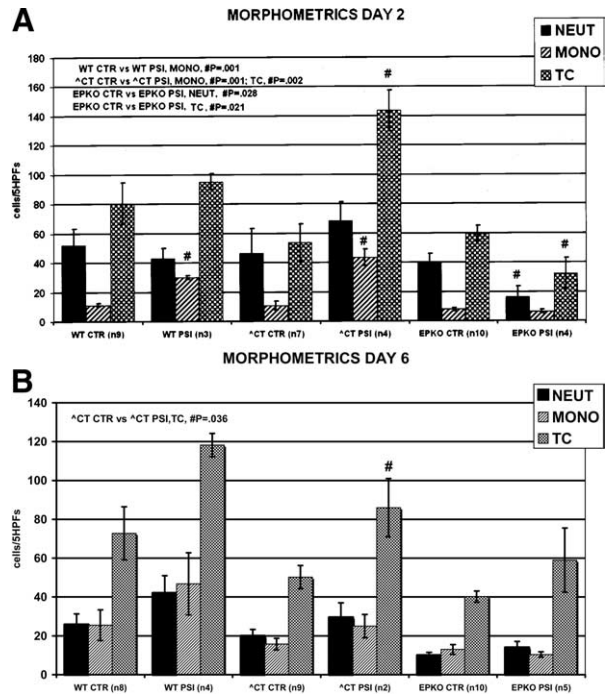 A
MORPHOMETRICS DAY 2
180
160
140
120
100
80
60
40
20
0
cells/5HPFs
WT CTR vs WT PSI, MONO, #P=.001
^CT CTR vs ^CT PSI, MONO, #P=.001; TC, #P=.002
EPKO CTR vs EPKO PSI, NEUT, #P=.028
EPKO CTR vs EPKO PSI, TC, #P=.021
NEUT
MONO
TC
#
#
#
#
#
WT CTR (n9) WT PSI (n3) ^CT CTR (n7) ^CT PSI (n4) EPKO CTR (n10) EPKO PSI (n4)
B
MORPHOMETRICS DAY 6
140
120
100
80
60
40
20
0
cells/5HPFs
^CT CTR vs ^CT PSI,TC, #P=.036
NEUT
MONO
TC
#
WT CTR (n8) WT PSI (n4) ^CT CTR (n9) ^CT PSI (n2) EPKO CTR (n10) EPKO PSI (n5)